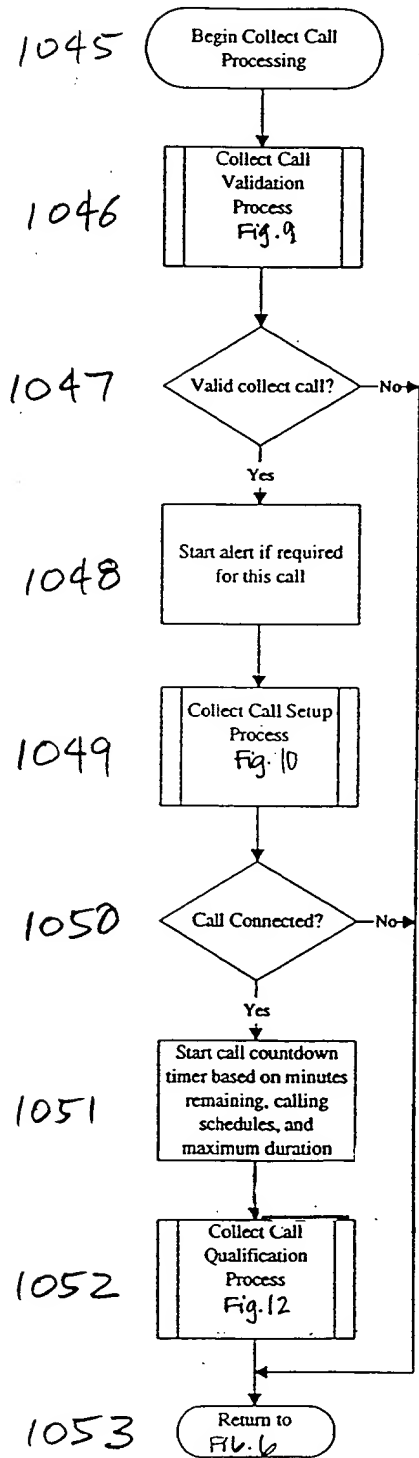 1045
Begin Collect Call
Processing
1046
Collect Call
Validation
Process
Fig. 9
1047
Valid collect call?
No
Yes
1048
Start alert if required
for this call
1049
Collect Call Setup
Process
Fig. 10
1050
Call Connected?
No
Yes
1051
Start call countdown
timer based on minutes
remaining, calling
schedules, and
maximum duration
1052
Collect Call
Qualification
Process
Fig. 12
1053
Return to
FIG. 6